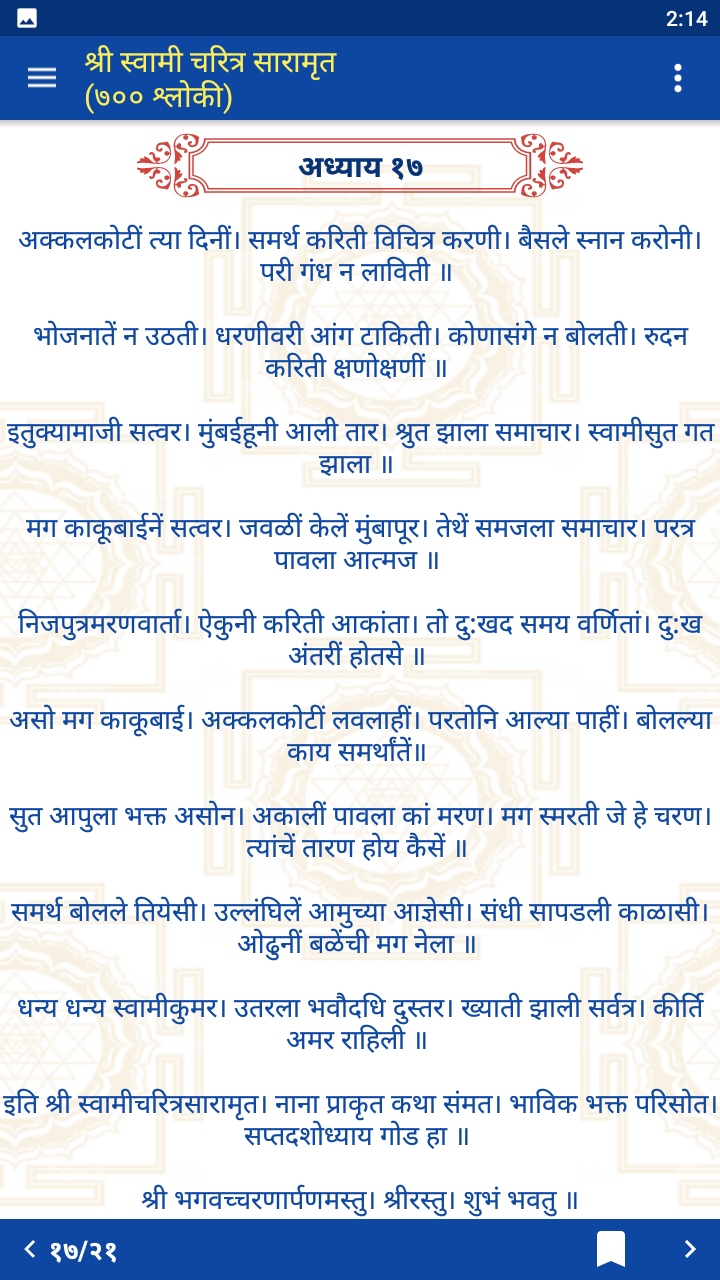 2:14
श्री स्वामी चरित्र सारामृत
(७०० श्लोकी)
अध्याय १७
अक्कलकोटीं त्या दिनीं। समर्थ करिती विचित्र करणी। बैसले स्नान करोनी।
परी गंध न लाविती ॥
भोजनातें न उठती। धरणीवरी आंग टाकिती। कोणासंगे न बोलती। रुदन
करिती क्षणोक्षणीं ॥
इतुक्यामाजी सत्वर। मुंबईहूनी आली तार। श्रुत झाला समाचार। स्वामीसुत गत
झाला ॥
मग काकूबाईनें सत्वर। जवळीं केलें मुंबापूर। तेथें समजला समाचार। परत्र
पावला आत्मज ॥
निजपुत्रमरणवार्ता। ऐकुनी करिती आकांता। तो दु:खद समय वर्णितां। दु:ख
अंतरीं होतसे ॥
असो मग काकूबाई। अक्कलकोटीं लवलाहीं। परतोनि आल्या पाहीं। बोलल्या
काय समर्थांतें॥
सुत आपुला भक्त असोन। अकालीं पावला कां मरण। मग स्मरती जे हे चरण।
त्यांचें तारण होय कैसें ॥
समर्थ बोलले तियेसी। उल्लंघिलें आमुच्या आज्ञेसी। संधी सापडली काळासी।
ओढुनीं बळेंची मग नेला ॥
धन्य धन्य स्वामीकुमर। उतरला भवौदधि दुस्तर। ख्याती झाली सर्वत्र। कीर्ति
अमर राहिली ॥
इति श्री स्वामीचरित्रसारामृत। नाना प्राकृत कथा संमत। भाविक भक्त परिसोत।
सप्तदशोध्याय गोड हा ॥
श्री भगवच्चरणार्पणमस्तु। श्रीरस्तु। शुभं भवतु ॥
१७/२१